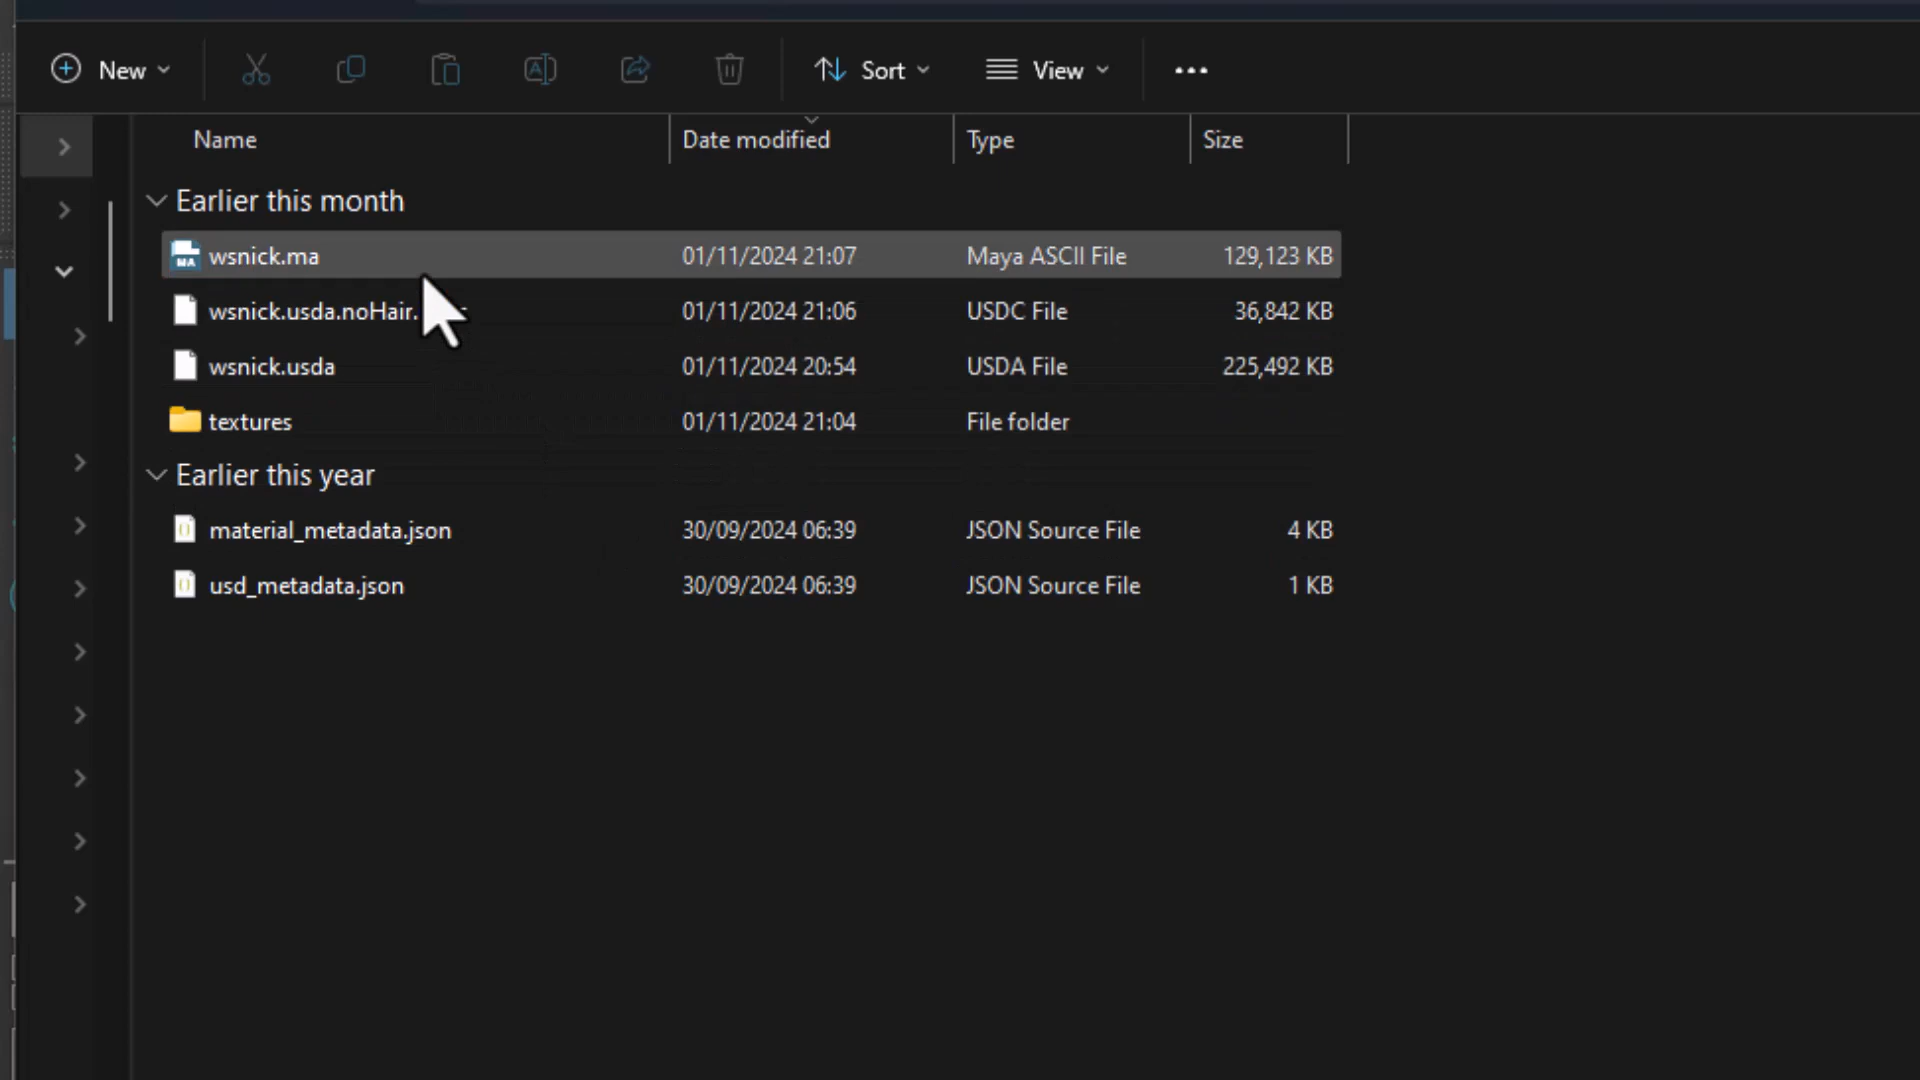 New Sort View
Name Date modified Type Size
Earlier this month
wsnick.ma 01/11/2024 21:07 Maya ASCII File 129,123 KB
wsnick.usda.noHair. 01/11/2024 21:06 USDC File 36,842 KB
wsnick.usda 01/11/2024 20:54 USDA File 225,492 KB
textures 01/11/2024 21:04 File folder
Earlier this year
material_metadata.json 30/09/2024 06:39 JSON Source File 4 KB
usd_metadata.json 30/09/2024 06:39 JSON Source File 1 KB